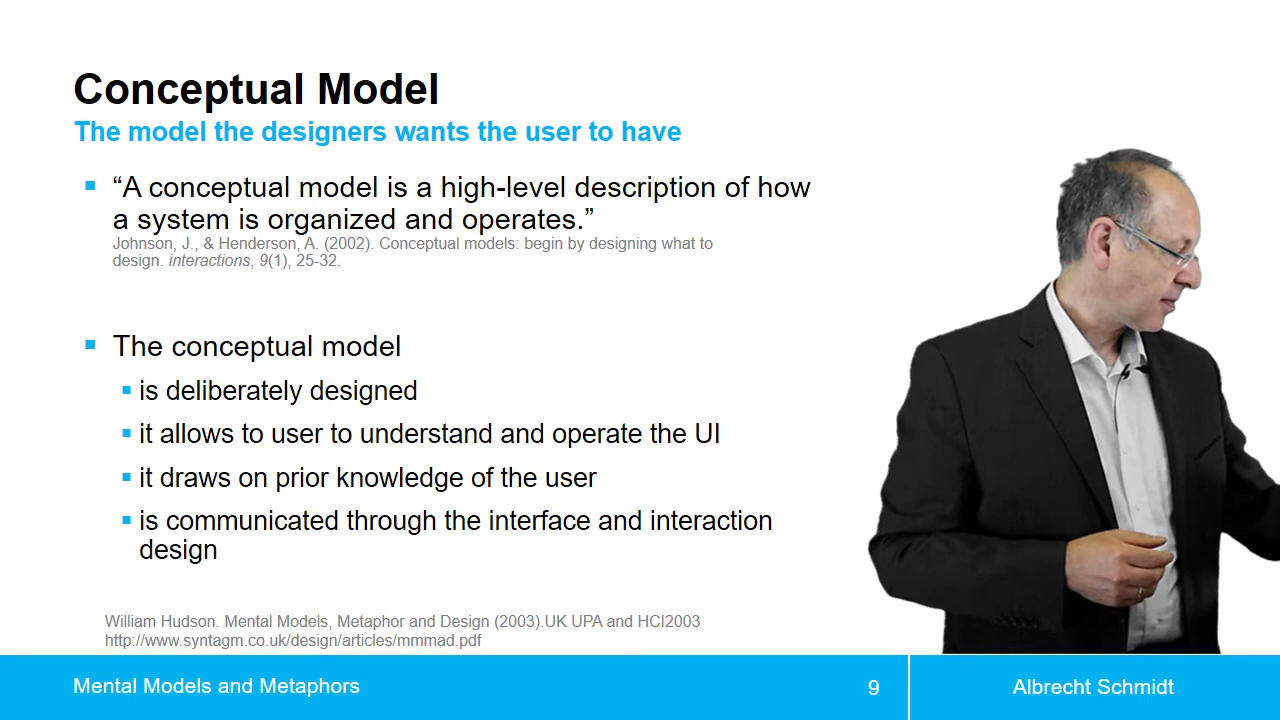 Conceptual Model
The model the designers wants the user to have
“A conceptual model is a high-level description of how
a system is organized and operates.”
Johnson, J., & Henderson, A. (2002). Conceptual models: begin by designing what to
design. interactions, 9(1), 25-32.
The conceptual model
is deliberately designed
it allows to user to understand and operate the UI
it draws on prior knowledge of the user
is communicated through the interface and interaction
design
William Hudson. Mental Models, Metaphor and Design (2003).UK UPA and HCI2003
http://www.syntagm.co.uk/design/articles/mmmad.pdf
Mental Models and Metaphors
9
Albrecht Schmidt